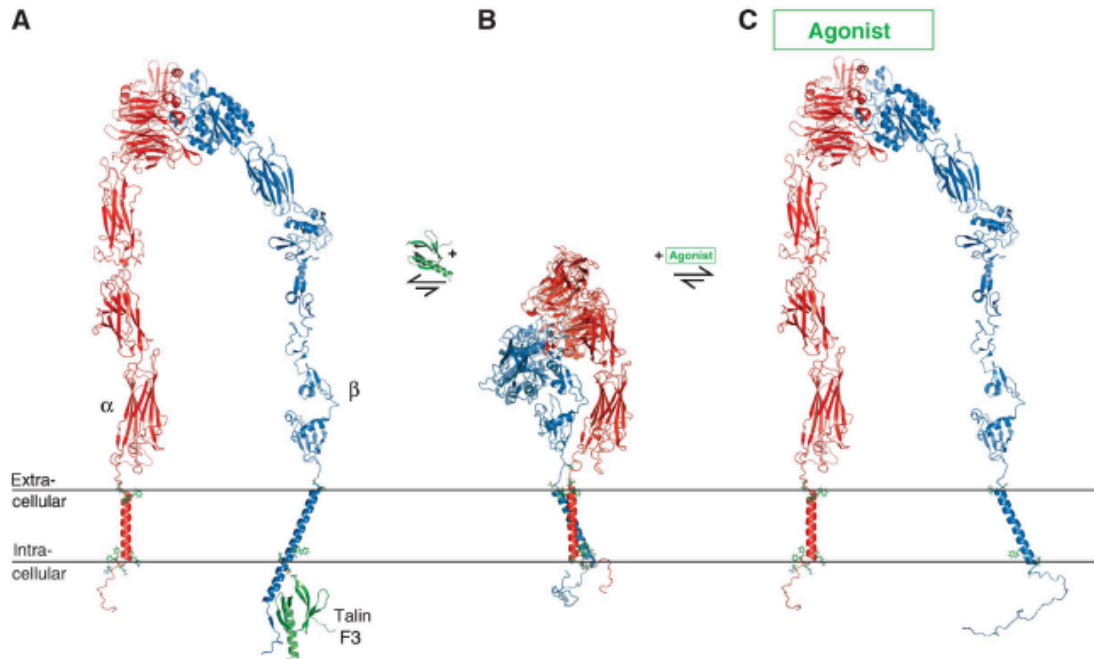 A
B
C
Agonist
+
+ Agonist
α
β
Extra-
cellular
Intra-
cellular
Talin
F3